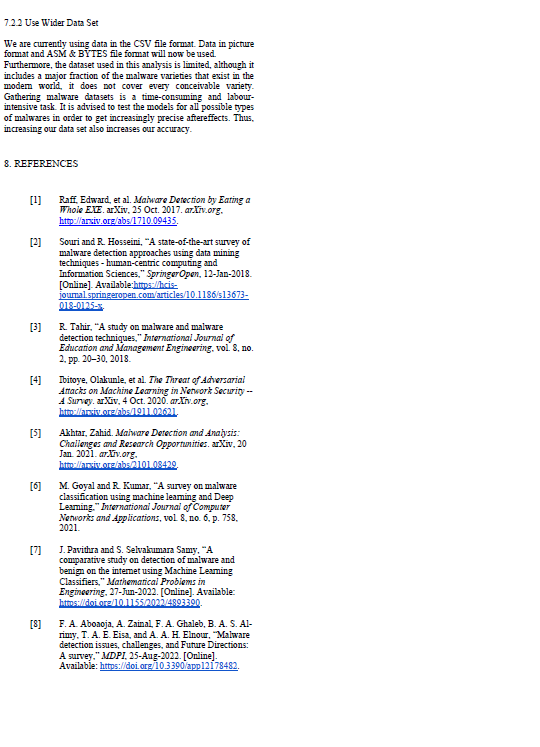 7.2.2 Use Wider Data Set
We are currently using data in the CSV file format. Data in picture
format and ASM & BYTES file format will now be used.
Furthermore, the dataset used in this analysis is limited, although it
includes a major fraction of the malware varieties that exist in the
modern world, it does not cover every conceivable variety.
Gathering malware datasets is a time-consuming and labour-
intensive task. It is advised to test the models for all possible types
of malwares in order to get increasingly precise aftereffects. Thus,
increasing our data set also increases our accuracy.
8. REFERENCES
[1] Raff, Edward, et al. Malware Detection by Eating a
Whole EXE. arXiv, 25 Oct. 2017. arXiv.org,
http://arxiv.org/abs/1710.09435.
[2] Souri and R. Hosseini, “A state-of-the-art survey of
malware detection approaches using data mining
techniques - human-centric computing and
Information Sciences,” SpringerOpen, 12-Jan-2018.
[Online]. Available:https://hcis-
journal.springeropen.com/articles/10.1186/s13673-
018-0125-x.
[3] R. Tahir, “A study on malware and malware
detection techniques,” International Journal of
Education and Management Engineering, vol. 8, no.
2, pp. 20–30, 2018.
[4] Ibitoye, Olakunle, et al. The Threat of Adversarial
Attacks on Machine Learning in Network Security --
A Survey. arXiv, 4 Oct. 2020. arXiv.org,
http://arxiv.org/abs/1911.02621.
[5] Akhtar, Zahid. Malware Detection and Analysis:
Challenges and Research Opportunities. arXiv, 20
Jan. 2021. arXiv.org,
http://arxiv.org/abs/2101.08429.
[6] M. Goyal and R. Kumar, “A survey on malware
classification using machine learning and Deep
Learning,” International Journal of Computer
Networks and Applications, vol. 8, no. 6, p. 758,
2021.
[7] J. Pavithra and S. Selvakumara Samy, “A
comparative study on detection of malware and
benign on the internet using Machine Learning
Classifiers,” Mathematical Problems in
Engineering, 27-Jun-2022. [Online]. Available:
https://doi.org/10.1155/2022/4893390.
[8] F. A. Aboaoja, A. Zainal, F. A. Ghaleb, B. A. S. Al-
rimy, T. A. E. Eisa, and A. A. H. Elnour, “Malware
detection issues, challenges, and Future Directions:
A survey,” MDPI, 25-Aug-2022. [Online].
Available: https://doi.org/10.3390/app12178482.